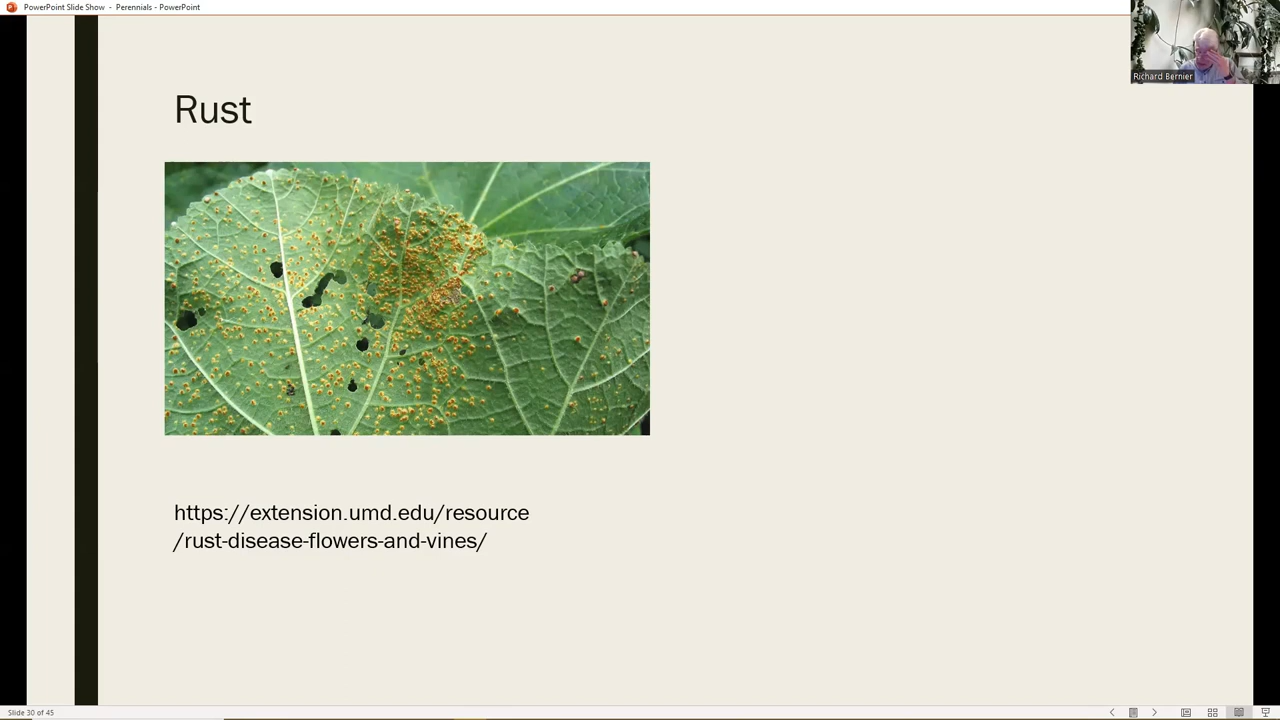 PowerPoint Slide Show - Perennials - PowerPoint
Richard Bernier
Rust
https://extension.umd.edu/resource
/rust-disease-flowers-and-vines/
Slide 30 of 45